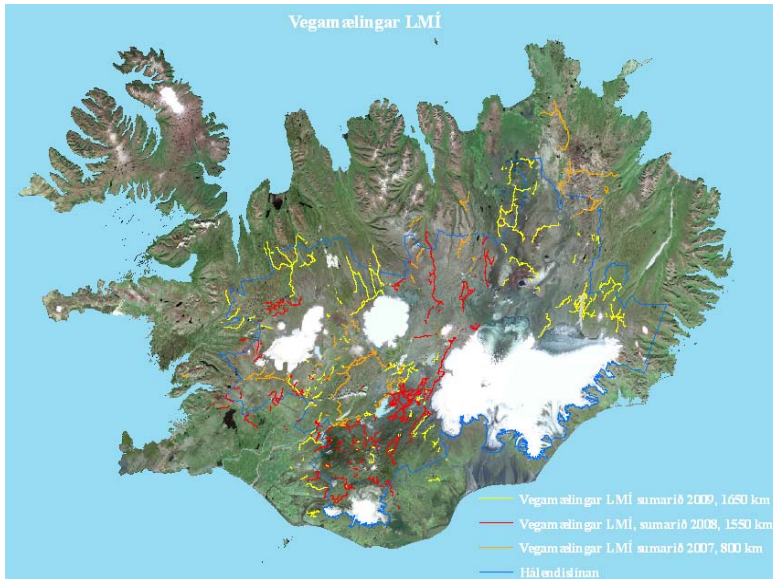 Vegamælingar LMÍ
Vegamælingar LMÍ sumarið 2009, 1650 km
Vegamælingar LMÍ, sumarið 2008, 1550 km
Vegamælingar LMÍ sumarið 2007, 800 km
Hálendislínan